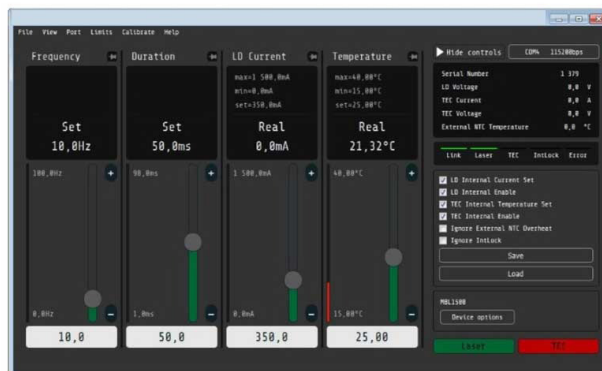 File View Port Limits Calibrate Help
Frequency
Set
10,0Hz
100,0Hz
0,0Hz
10,0
Duration
Set
50,0ms
90,0ms
1,0ms
50,0
LD Current
max=1 500,0mA
min=0,0mA
set=350,0mA
Real
0,0mA
1 500,0mA
0,0mA
350,0
Temperature
max=40,00°C
min=15,00°C
set=25,00°C
Real
21,32°C
40,00°C
15,00°C
25,00
Hide controls
115200bps
Serial Number 1 379
LD Voltage 0,0 V
TEC Current 0,0 A
TEC Voltage 0,0 V
External NTC Temperature 0,0 °C
Link Laser TEC IntLock Error
LD Internal Current Set
LD Internal Enable
TEC Internal Temperature Set
TEC Internal Enable
Ignore External NTC Overheat
Ignore IntLock
Save
Load
Device options
Laser TEC